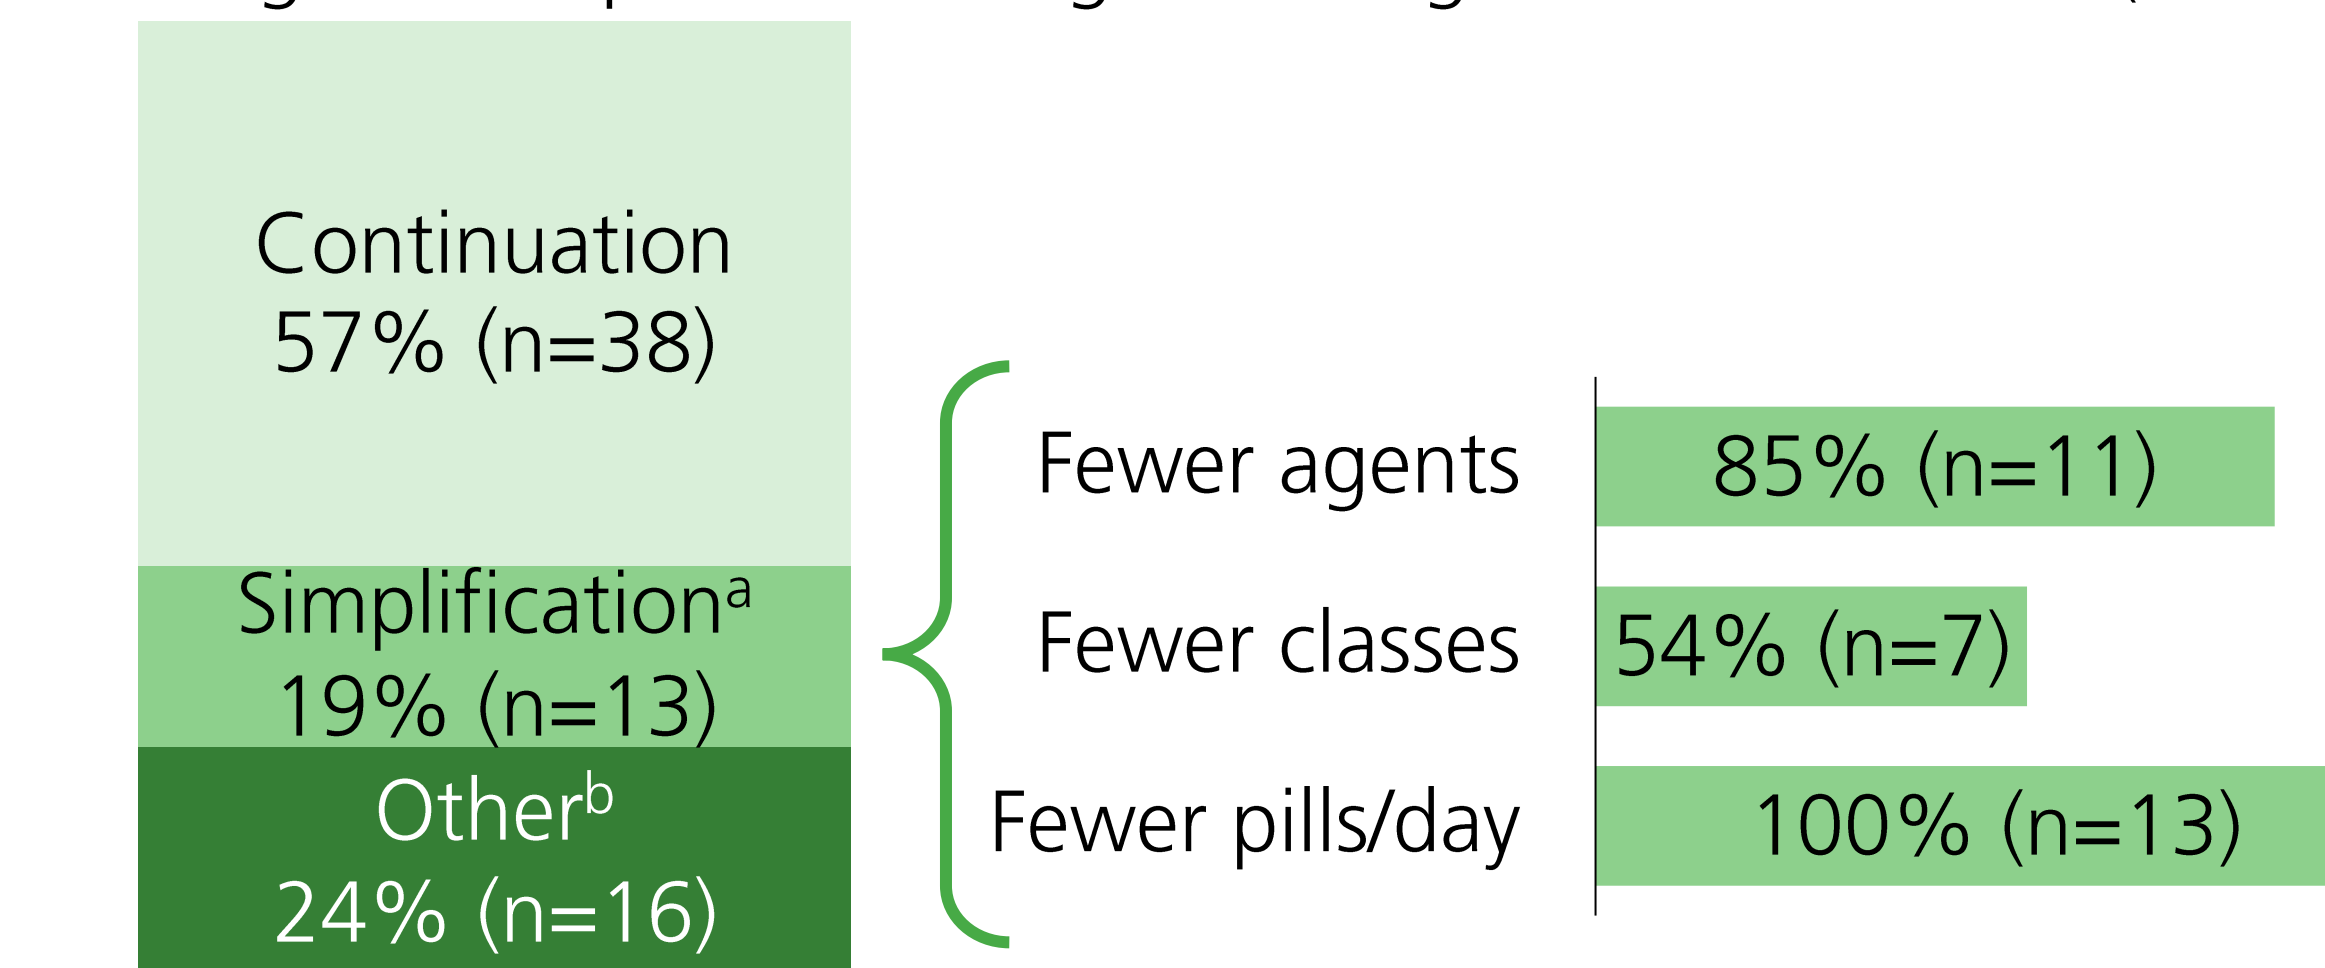 Continuation
57% (n=38)
Simplificationa
19% (n=13)
Otherb
24% (n=16)
Fewer agents
85% (n=11)
Fewer classes
54% (n=7)
Fewer pills/day
100% (n=13)